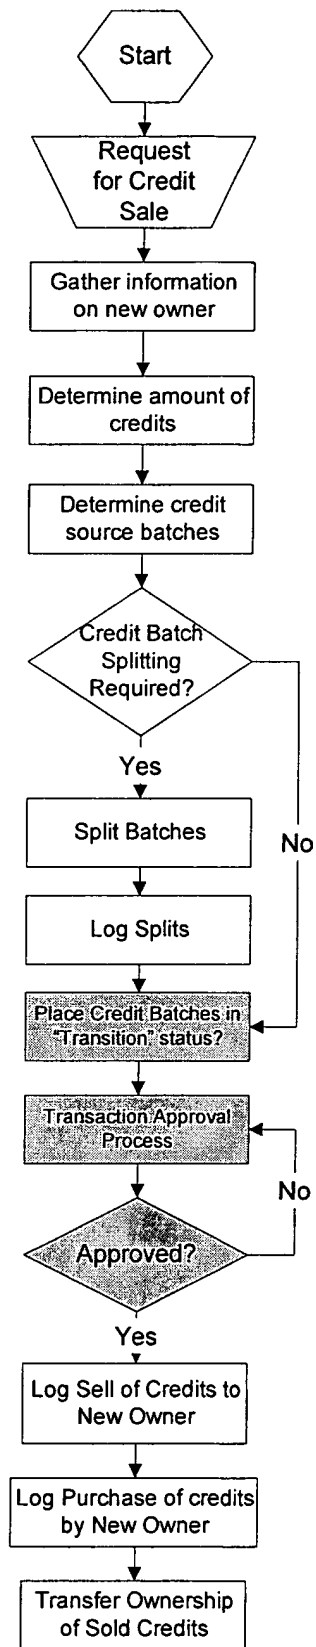 Start
Request
for Credit
Sale
Gather information
on new owner
Determine amount of
credits
Determine credit
source batches
Credit Batch
Splitting
Required?
Yes
No
Split Batches
Log Splits
Place Credit Batches in
"Transition" status?
Transaction Approval
Process
No
Approved?
Yes
Log Sell of Credits to
New Owner
Log Purchase of credits
by New Owner
Transfer Ownership
of Sold Credits